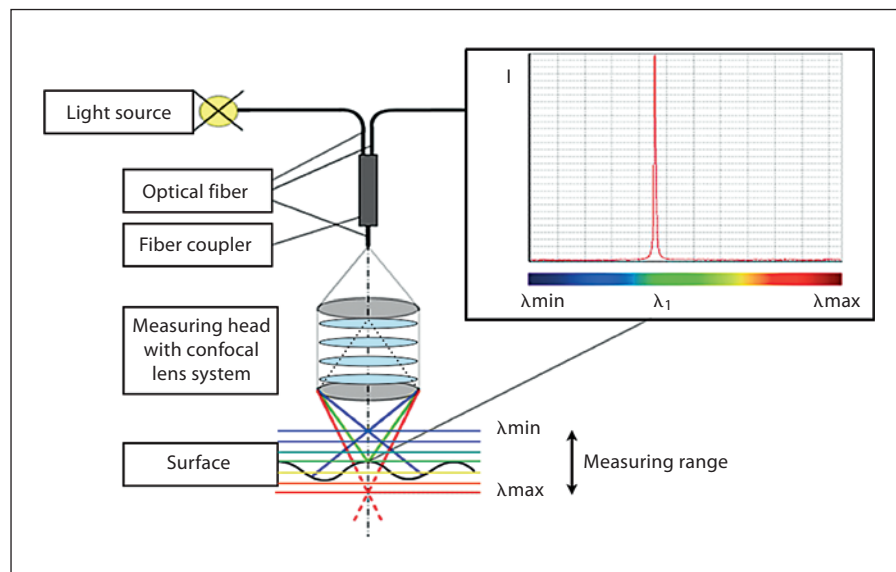 Light source
Optical fiber
Fiber coupler
Measuring head
with confocal
lens system
Surface
I
λmin
λ1
λmax
λmin
Measuring range
λmax